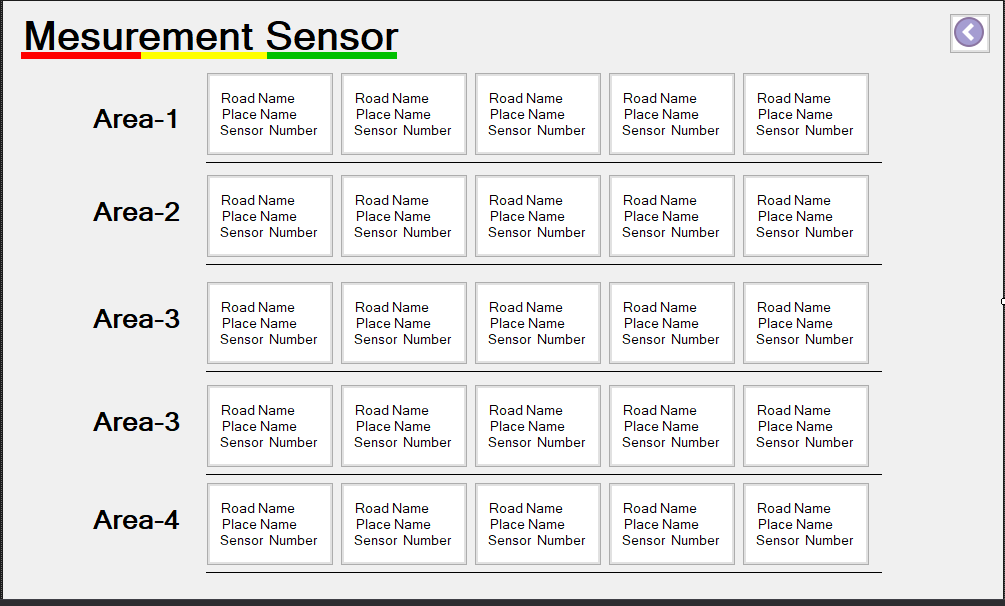 Mesurement Sensor
Area-1
Road Name Road Name Road Name Road Name Road Name
Place Name Place Name Place Name Place Name Place Name
Sensor Number Sensor Number Sensor Number Sensor Number Sensor Number
Area-2
Road Name Road Name Road Name Road Name Road Name
Place Name Place Name Place Name Place Name Place Name
Sensor Number Sensor Number Sensor Number Sensor Number Sensor Number
Area-3
Road Name Road Name Road Name Road Name Road Name
Place Name Place Name Place Name Place Name Place Name
Sensor Number Sensor Number Sensor Number Sensor Number Sensor Number
Area-3
Road Name Road Name Road Name Road Name Road Name
Place Name Place Name Place Name Place Name Place Name
Sensor Number Sensor Number Sensor Number Sensor Number Sensor Number
Area-4
Road Name Road Name Road Name Road Name Road Name
Place Name Place Name Place Name Place Name Place Name
Sensor Number Sensor Number Sensor Number Sensor Number Sensor Number